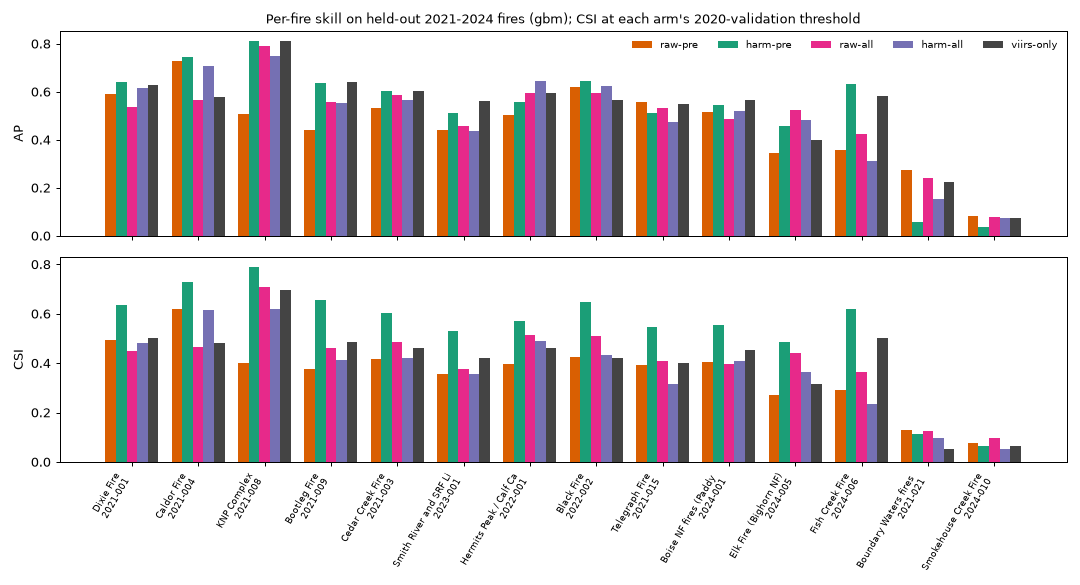 Per-fire skill on held-out 2021-2024 fires (gbm); CSI at each arm's 2020-validation threshold
raw-pre harm-pre raw-all harm-all viirs-only
AP
0.8
0.6
0.4
0.2
0.0
CSI
0.8
0.6
0.4
0.2
0.0
Dixie Fire
2021-001
Caldor Fire
2021-004
KNP Complex
2021-008
Bootleg Fire
2021-009
Cedar Creek Fire
2021-003
Smith River and SRF Li
2023-001
Hermits Peak / Calf Ca
2022-001
Black Fire
2022-002
Telegraph Fire
2021-015
Boise NF fires (Paddy
2024-001
Elk Fire (Bighorn NF)
2024-005
Fish Creek Fire
2024-006
Boundary Waters fires
2021-021
Smokehouse Creek Fire
2024-010